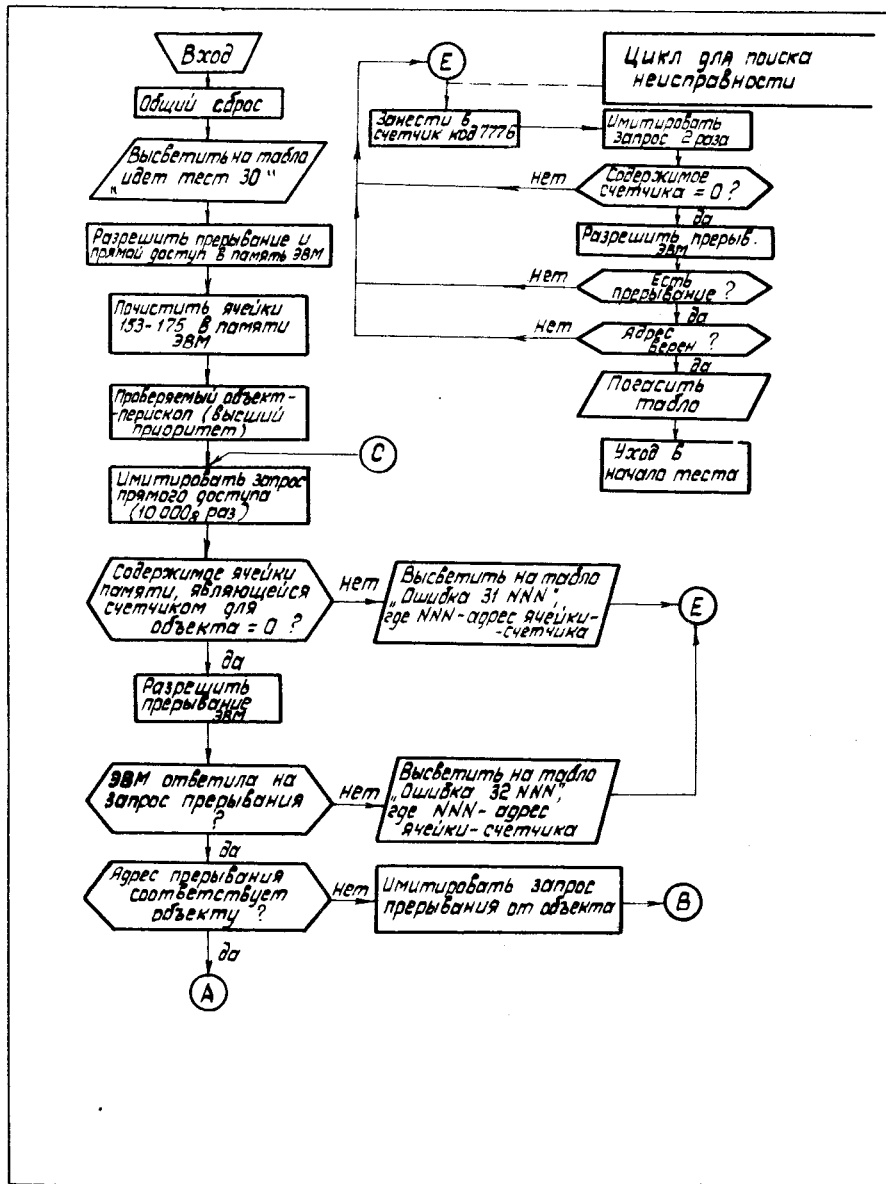 Вход
Общий сброс
Высветить на табло
„идет тест 30“
Разрешить прерывание и
прямой доступ в память ЭВМ
Почистить ячейки
153-175 в памяти
ЭВМ
Проверяемый объект-
-перископ (высший
приоритет)
С
Имитировать запрос
прямого доступа
(10 000₈ раз)
Содержимое ячейки
памяти, являющейся
счетчиком для
объекта = 0 ?
нет
Высветить на табло
„Ошибка 31 NNN“,
где NNN-адрес ячейки-
-счетчика
Е
да
Разрешить
прерывание
ЭВМ
ЭВМ ответила на
запрос прерывания
?
нет
Высветить на табло
„Ошибка 32 NNN“,
где NNN- адрес
ячейки-счетчика
да
Адрес прерывания
соответствует
объекту ?
нет
Имитировать запрос
прерывания от объекта
В
да
А
Е
Цикл для поиска
неисправности
Занести в
счетчик код 7776
Имитировать
запрос 2 раза
Содержимое
счетчика = 0 ?
нет
да
Разрешить прерыв.
ЭВМ
Есть
прерывание ?
нет
да
Адрес
верен ?
нет
да
Погасить
табло
Уход в
начало теста